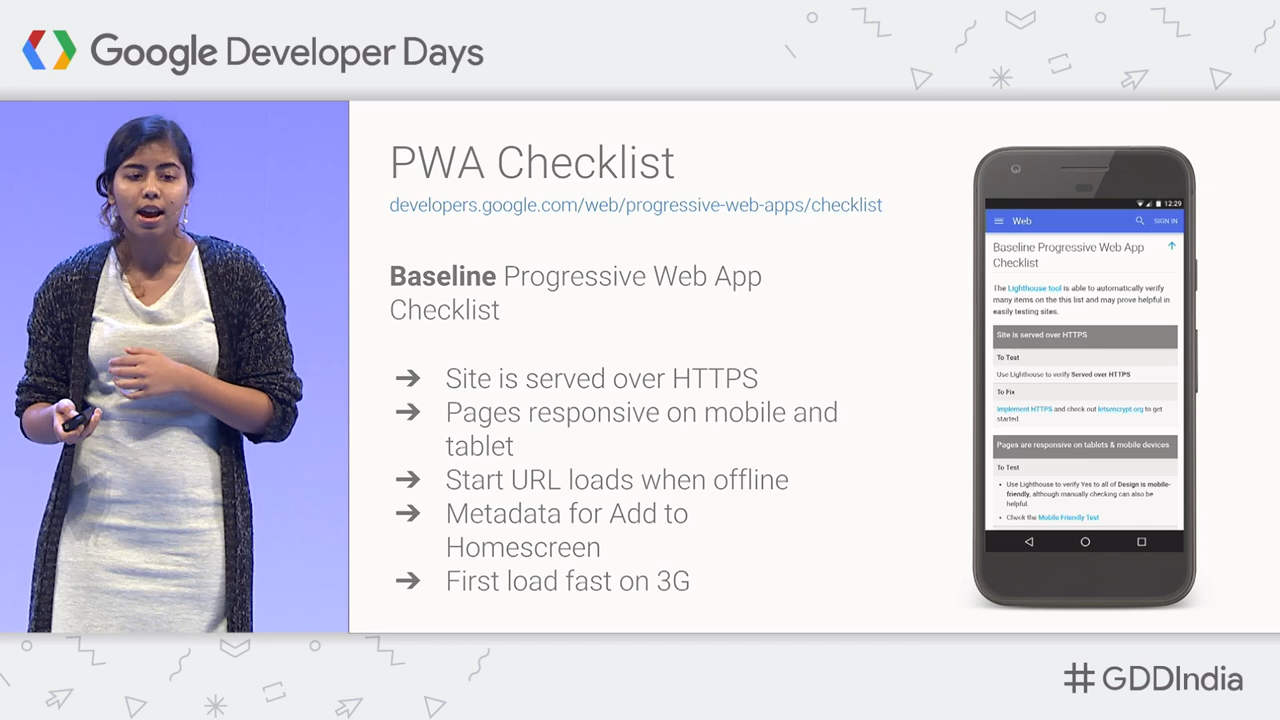 Google Developer Days
PWA Checklist
developers.google.com/web/progressive-web-apps/checklist
Baseline Progressive Web App
Checklist
➔ Site is served over HTTPS
➔ Pages responsive on mobile and
tablet
➔ Start URL loads when offline
➔ Metadata for Add to
Homescreen
➔ First load fast on 3G
12:29
Web SIGN IN
Baseline Progressive Web App
Checklist
The Lighthouse tool is able to automatically verify
many items on the this list and may prove helpful in
easily testing sites.
Site is served over HTTPS
To Test
Use Lighthouse to verify Served over HTTPS
To Fix
Implement HTTPS and check out letsencrypt.org to get
started.
Pages are responsive on tablets & mobile devices
To Test
• Use Lighthouse to verify Yes to all of Design is mobile-
friendly, although manually checking can also be
helpful.
• Check the Mobile Friendly Test
#GDDIndia